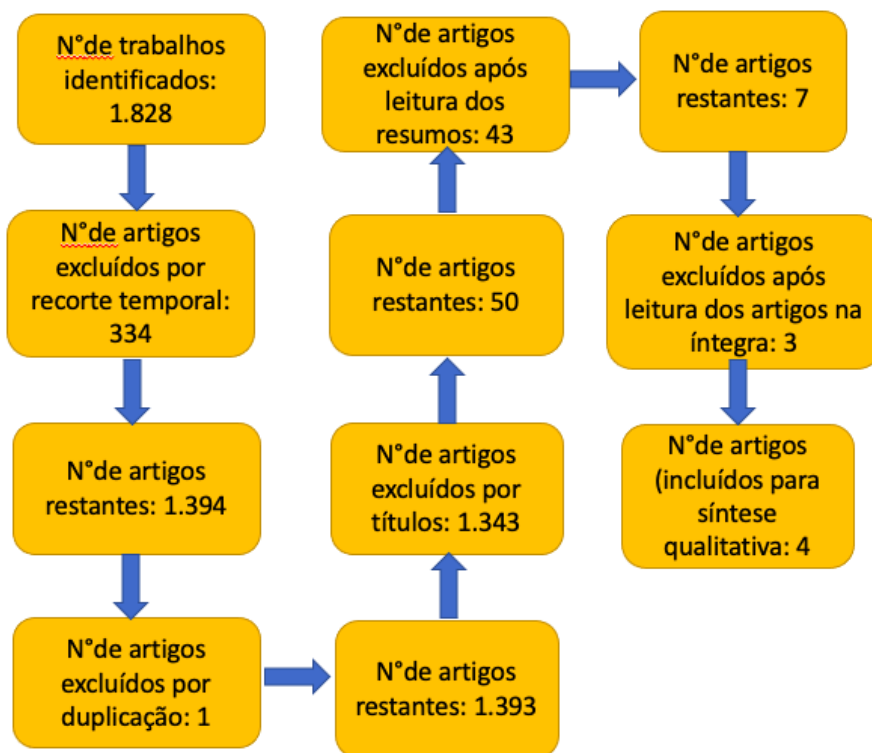 N°de trabalhos
identificados:
1.828
N°de artigos
excluídos por
recorte temporal:
334
N°de artigos
restantes: 1.394
N°de artigos
excluídos por
duplicação: 1
N°de artigos
restantes: 1.393
N°de artigos
excluídos por
títulos: 1.343
N°de artigos
restantes: 50
N°de artigos
excluídos após
leitura dos
resumos: 43
N°de artigos
restantes: 7
N°de artigos
excluídos após
leitura dos artigos na
íntegra: 3
N°de artigos
(incluídos para
síntese
qualitativa: 4